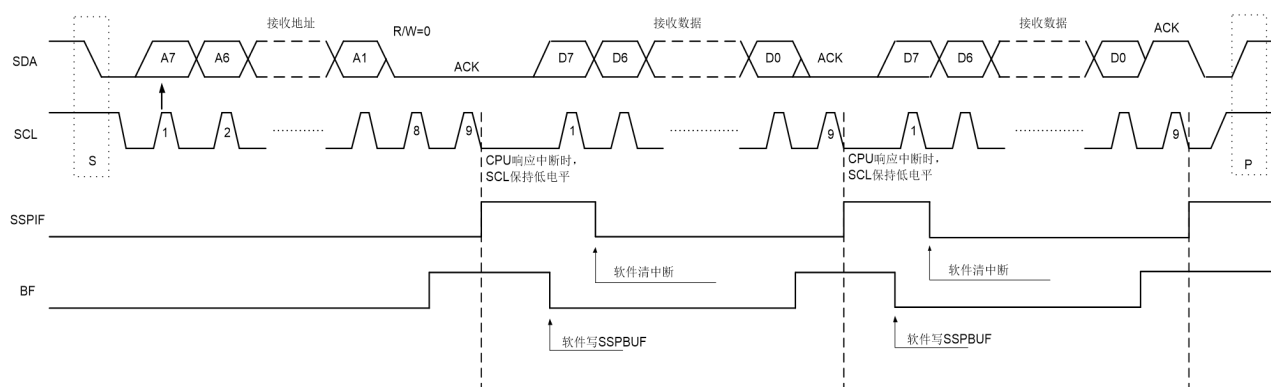 接收地址
接收数据
接收数据
R/W=0
ACK
SDA
A7
A6
A1
ACK
D7
D6
D0
ACK
D7
D6
D0
SCL
1
2
8
9
1
9
1
9
S
CPU响应中断时，
SCL保持低电平
CPU响应中断时，
SCL保持低电平
P
SSPIF
软件清中断
软件清中断
BF
软件写SSPBUF
软件写SSPBUF